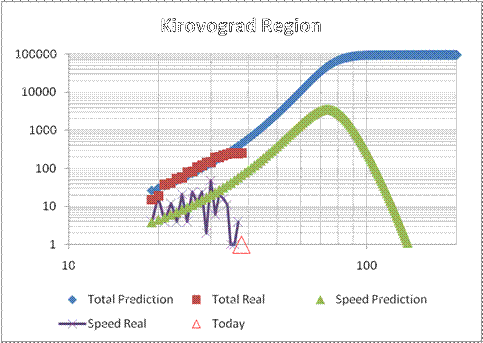 Kirovograd Region
100000
10000
1000
100
10
1
10 100
Total Prediction Total Real Speed Prediction
Speed Real Today